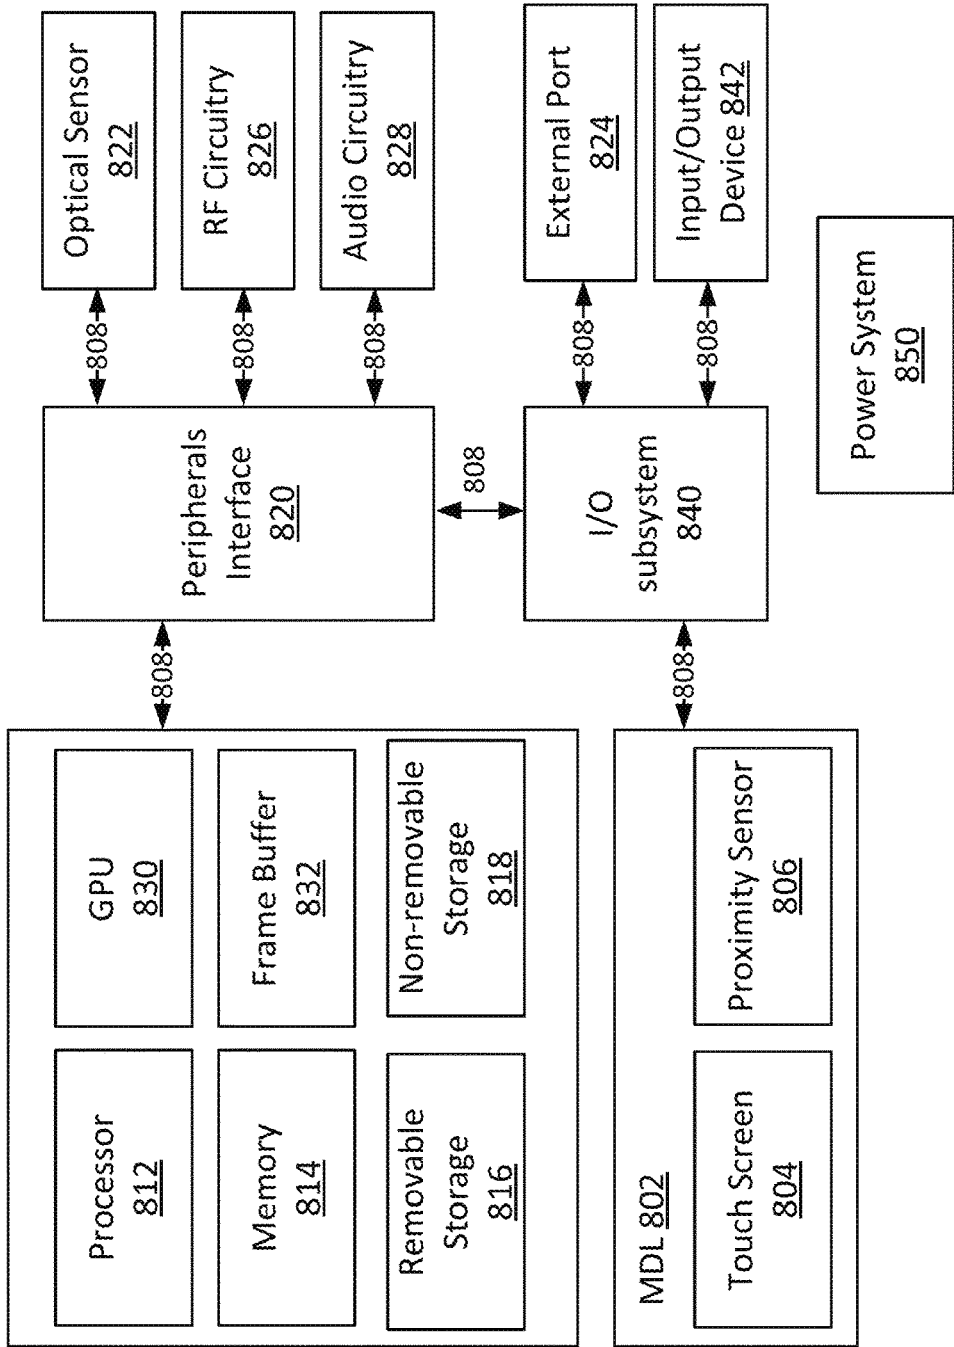 Processor
812
GPU
830
Memory
814
Frame Buffer
832
Removable
Storage
816
Non-removable
Storage
818
808
Peripherals
Interface
820
808
Optical Sensor
822
808
RF Circuitry
826
808
Audio Circuitry
828
808
MDL 802
Touch Screen
804
Proximity Sensor
806
808
I/O
subsystem
840
808
External Port
824
808
Input/Output
Device 842
Power System
850